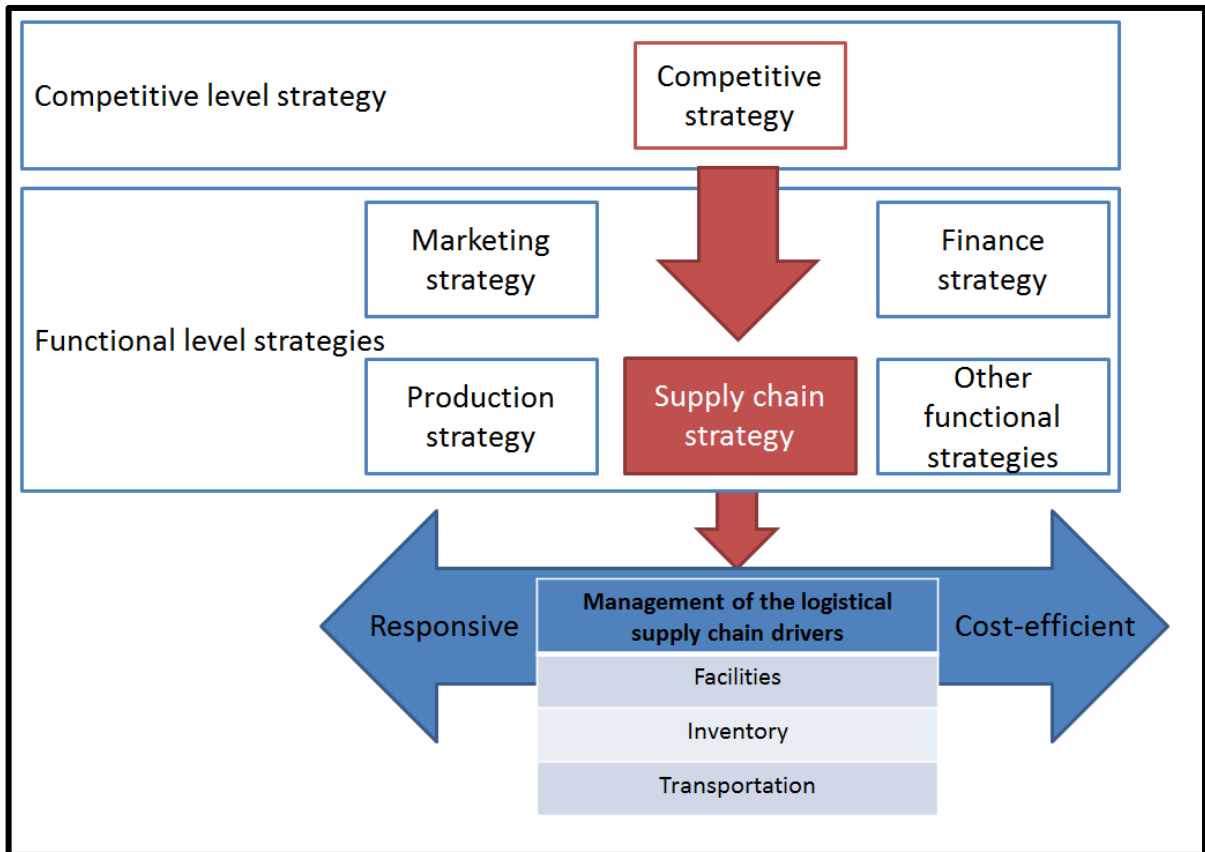 Competitive level strategy
Competitive
strategy
Functional level strategies
Marketing
strategy
Finance
strategy
Production
strategy
Supply chain
strategy
Other
functional
strategies
Responsive
Management of the logistical
supply chain drivers
Facilities
Inventory
Transportation
Cost-efficient